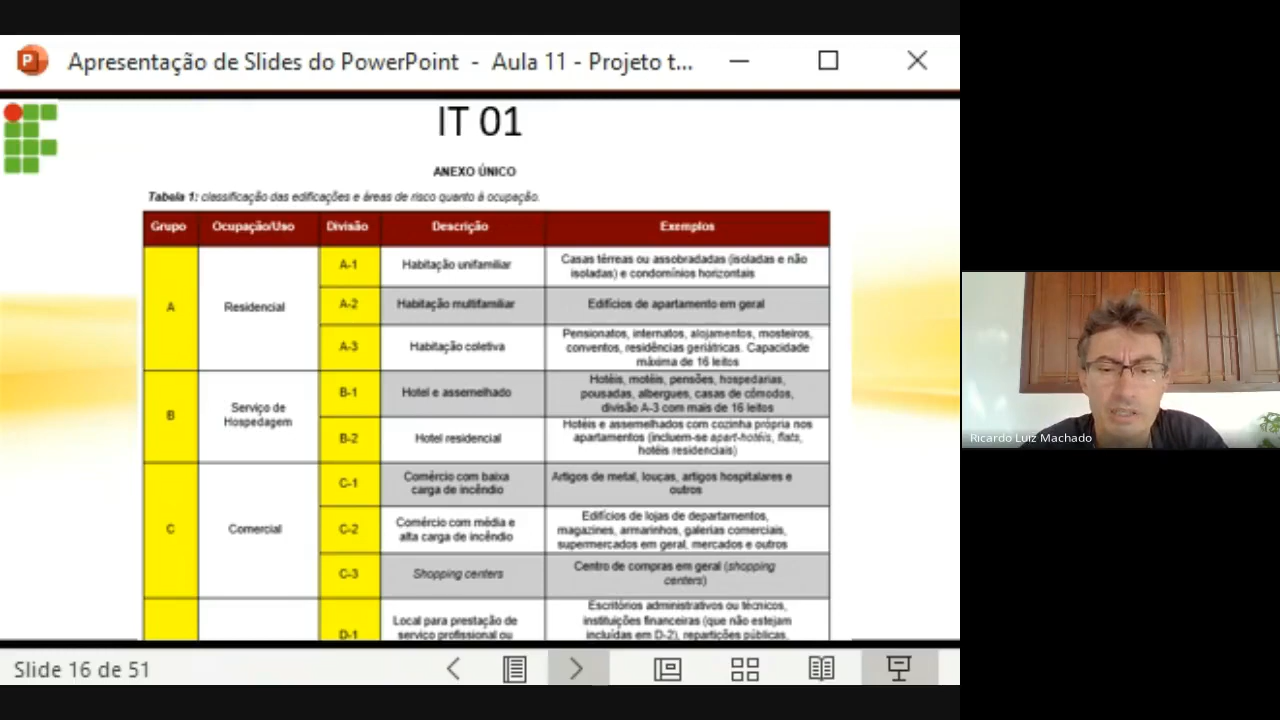 Apresentação de Slides do PowerPoint - Aula 11 - Projeto t...
IT 01
ANEXO ÚNICO
Tabela 1: classificação das edificações e áreas de risco quanto à ocupação.
Grupo Ocupação/Uso Divisão Descrição Exemplos
A Residencial
A-1 Habitação unifamiliar
Casas térreas ou assobradadas (isoladas e não
isoladas) e condomínios horizontais
A-2 Habitação multifamiliar Edifícios de apartamento em geral
A-3 Habitação coletiva
Pensionatos, internatos, alojamentos, mosteiros,
conventos, residências geriátricas. Capacidade
máxima de 16 leitos
B
Serviço de
Hospedagem
B-1 Hotel e assemelhado
Hotéis, motéis, pensões, hospedarias,
pousadas, albergues, casas de cômodos,
divisão A-3 com mais de 16 leitos
B-2 Hotel residencial
Hotéis e assemelhados com cozinha própria nos
apartamentos (incluem-se apart-hotéis, flats,
hotéis residenciais)
C Comercial
C-1
Comércio com baixa
carga de incêndio
Artigos de metal, louças, artigos hospitalares e
outros
C-2
Comércio com média e
alta carga de incêndio
Edifícios de lojas de departamentos,
magazines, armarinhos, galerias comerciais,
supermercados em geral, mercados e outros
C-3 Shopping centers
Centro de compras em geral (shopping
centers)
D-1
Local para prestação de
serviço profissional ou
Escritórios administrativos ou técnicos,
instituições financeiras (que não estejam
incluídas em D-2), repartições públicas,
Slide 16 de 51
Ricardo Luiz Machado